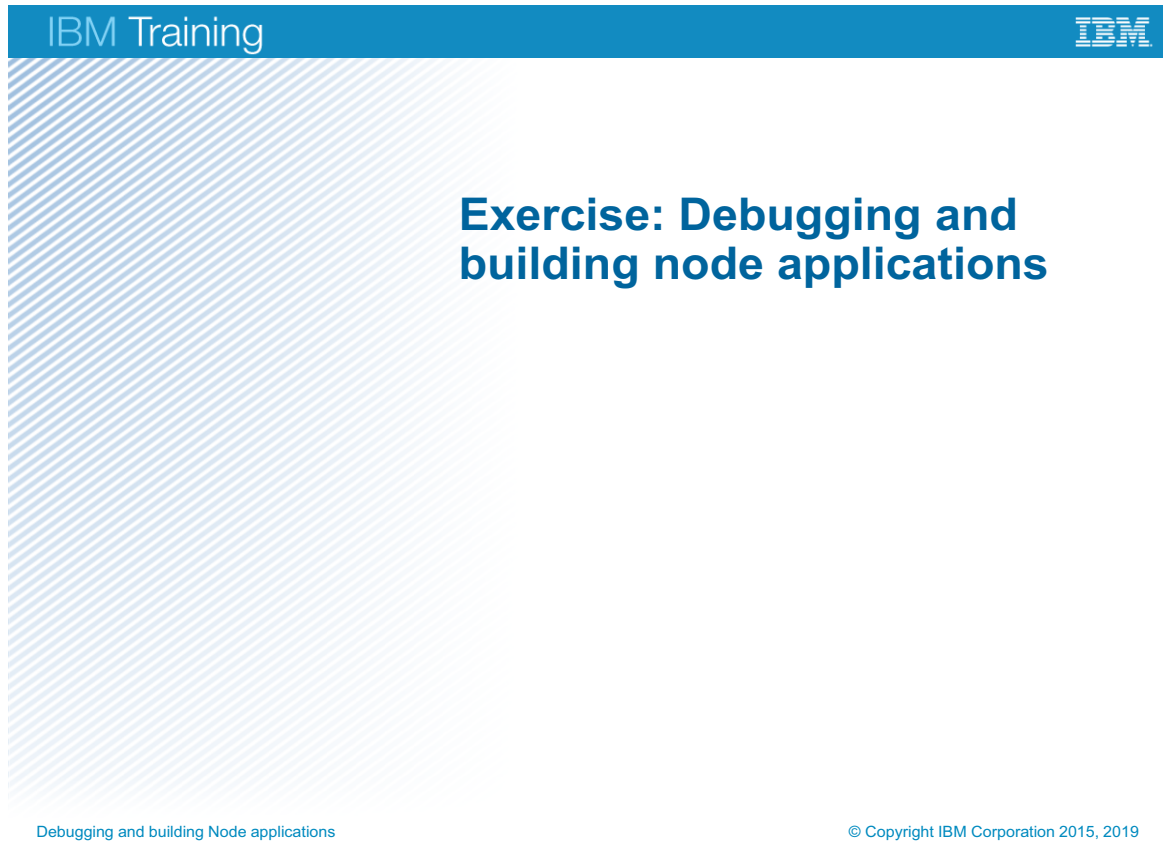 IBM Training
IBM
Exercise: Debugging and
building node applications
Debugging and building Node applications
© Copyright IBM Corporation 2015, 2019